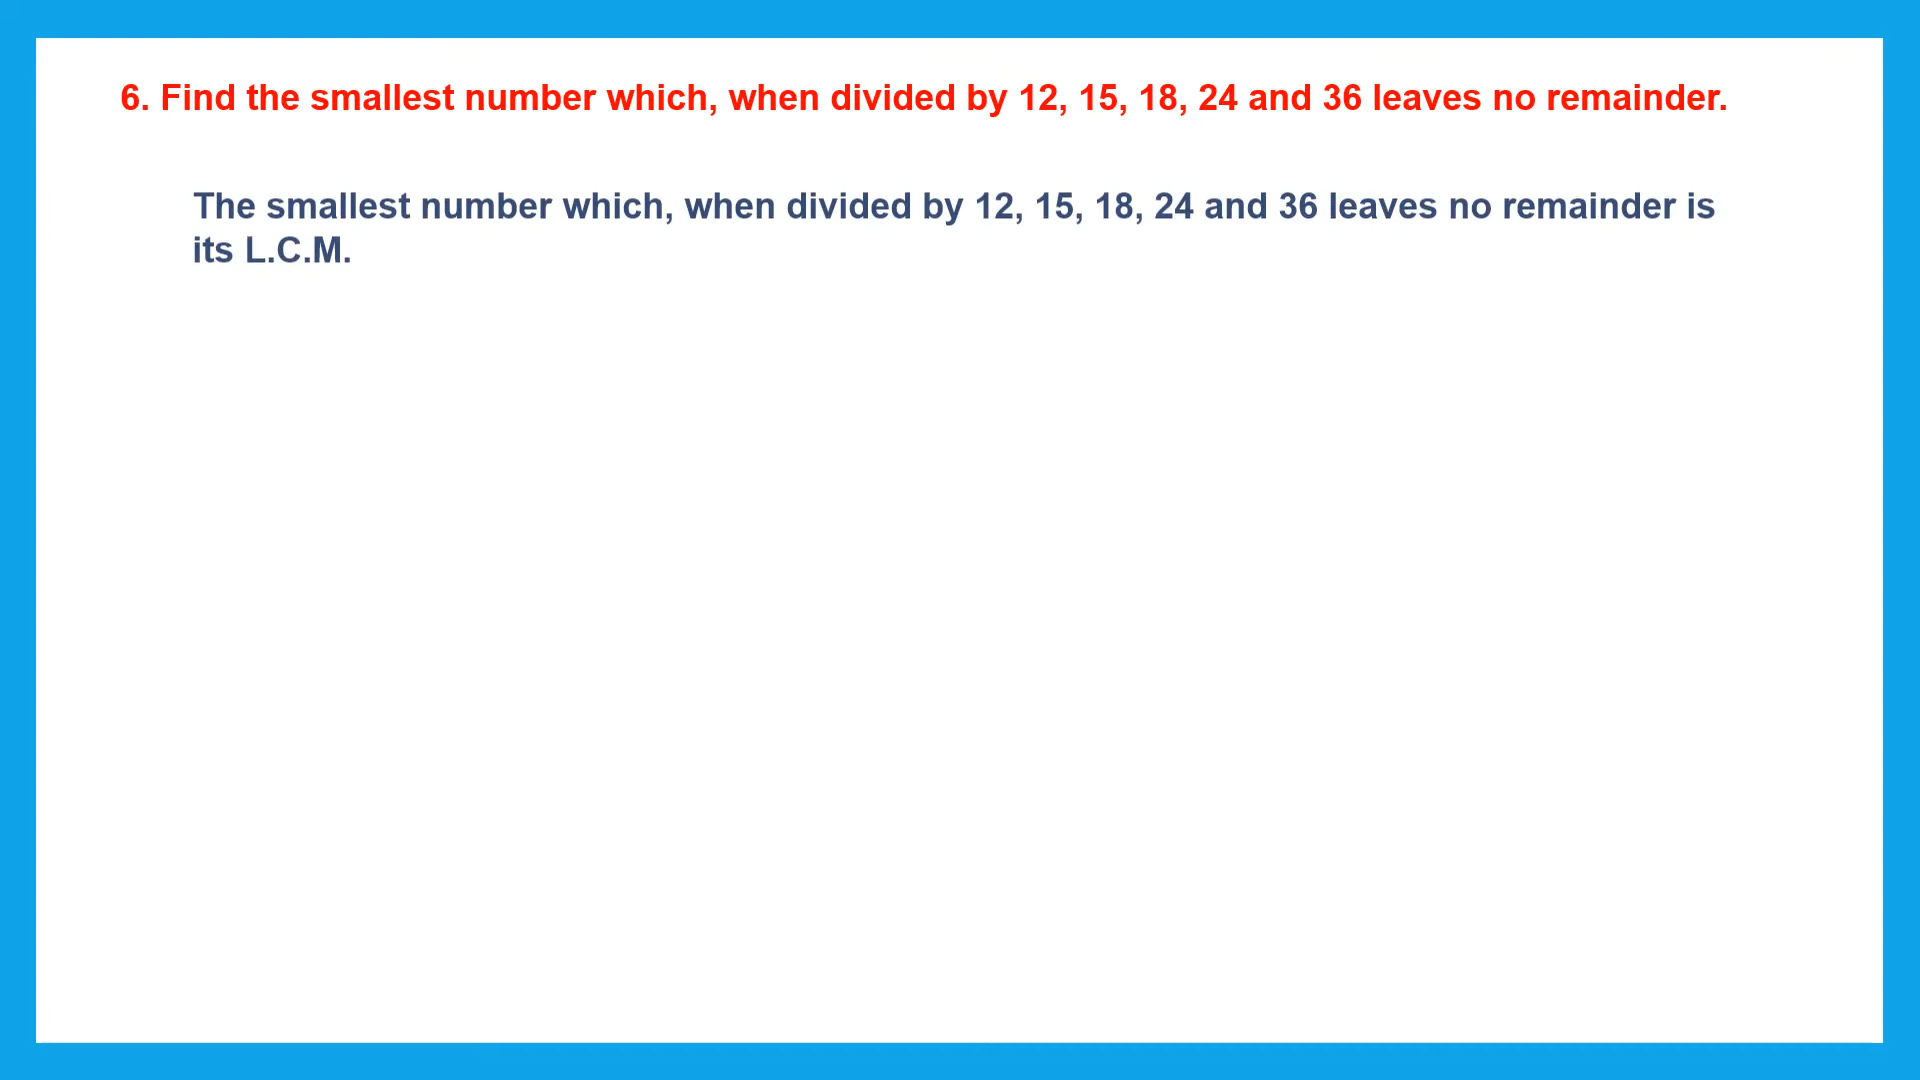 6. Find the smallest number which, when divided by 12, 15, 18, 24 and 36 leaves no remainder.
The smallest number which, when divided by 12, 15, 18, 24 and 36 leaves no remainder is
its L.C.M.